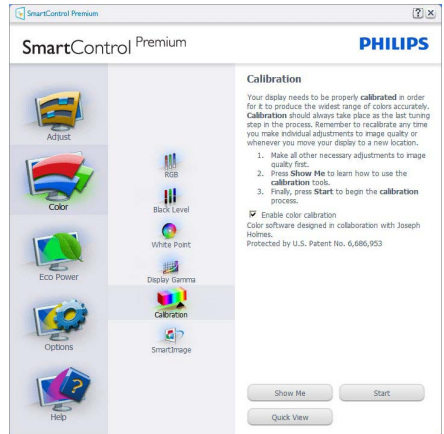 SmartControl Premium
SmartControl Premium
PHILIPS
Adjust
Color
Eco Power
Options
Help
RGB
Black Level
White Point
Display Gamma
Calibration
SmartImage
Calibration
Your display needs to be properly calibrated in order
for it to produce the widest range of colors accurately.
Calibration should always take place as the last tuning
step in the process. Remember to recalibrate any time
you make individual adjustments to image quality or
whenever you move your display to a new location.
1. Make all other necessary adjustments to image
quality first.
2. Press Show Me to learn how to use the
calibration tools.
3. Finally, press Start to begin the calibration
process.
Enable color calibration
Color software designed in collaboration with Joseph
Holmes.
Protected by U.S. Patent No. 6,686,953
Show Me
Start
Quick View